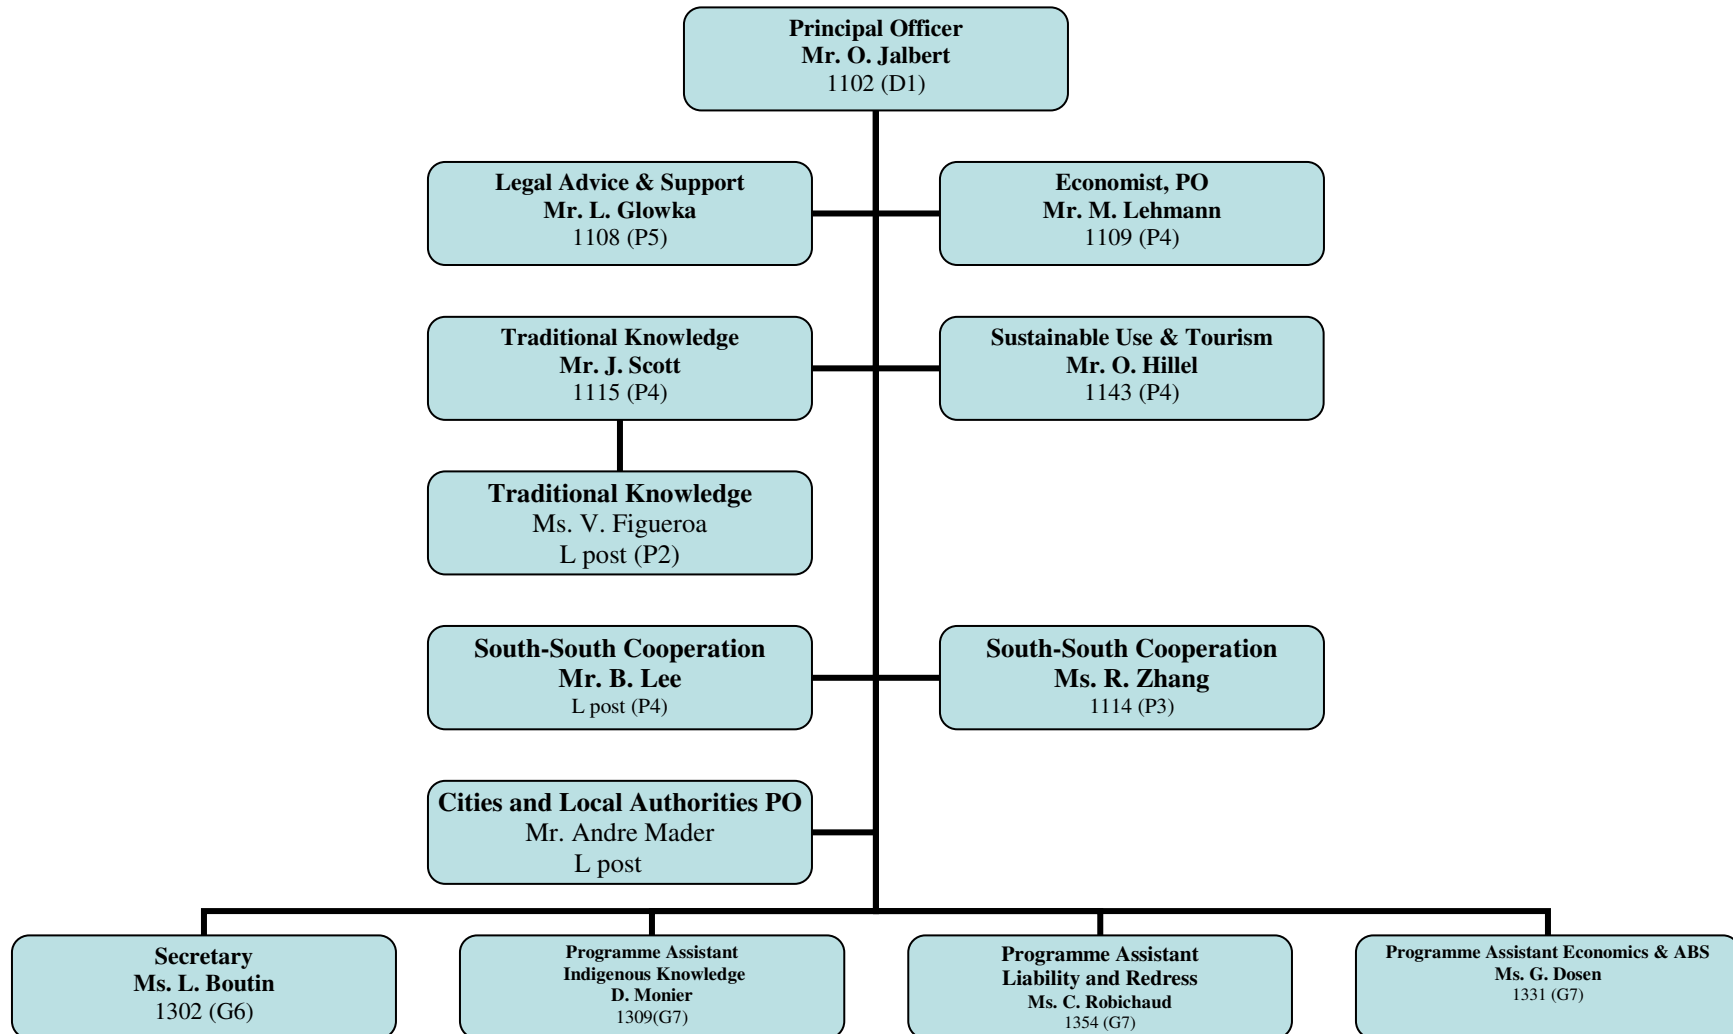 Principal Officer
Mr. O. Jalbert
1102 (D1)
Legal Advice & Support
Mr. L. Glowka
1108 (P5)
Economist, PO
Mr. M. Lehmann
1109 (P4)
Traditional Knowledge
Mr. J. Scott
1115 (P4)
Sustainable Use & Tourism
Mr. O. Hillel
1143 (P4)
Traditional Knowledge
Ms. V. Figueroa
L post (P2)
South-South Cooperation
Mr. B. Lee
L post (P4)
South-South Cooperation
Ms. R. Zhang
1114 (P3)
Cities and Local Authorities PO
Mr. Andre Mader
L post
Secretary
Ms. L. Boutin
1302 (G6)
Programme Assistant
Indigenous Knowledge
D. Monier
1309(G7)
Programme Assistant
Liability and Redress
Ms. C. Robichaud
1354 (G7)
Programme Assistant Economics & ABS
Ms. G. Dosen
1331 (G7)